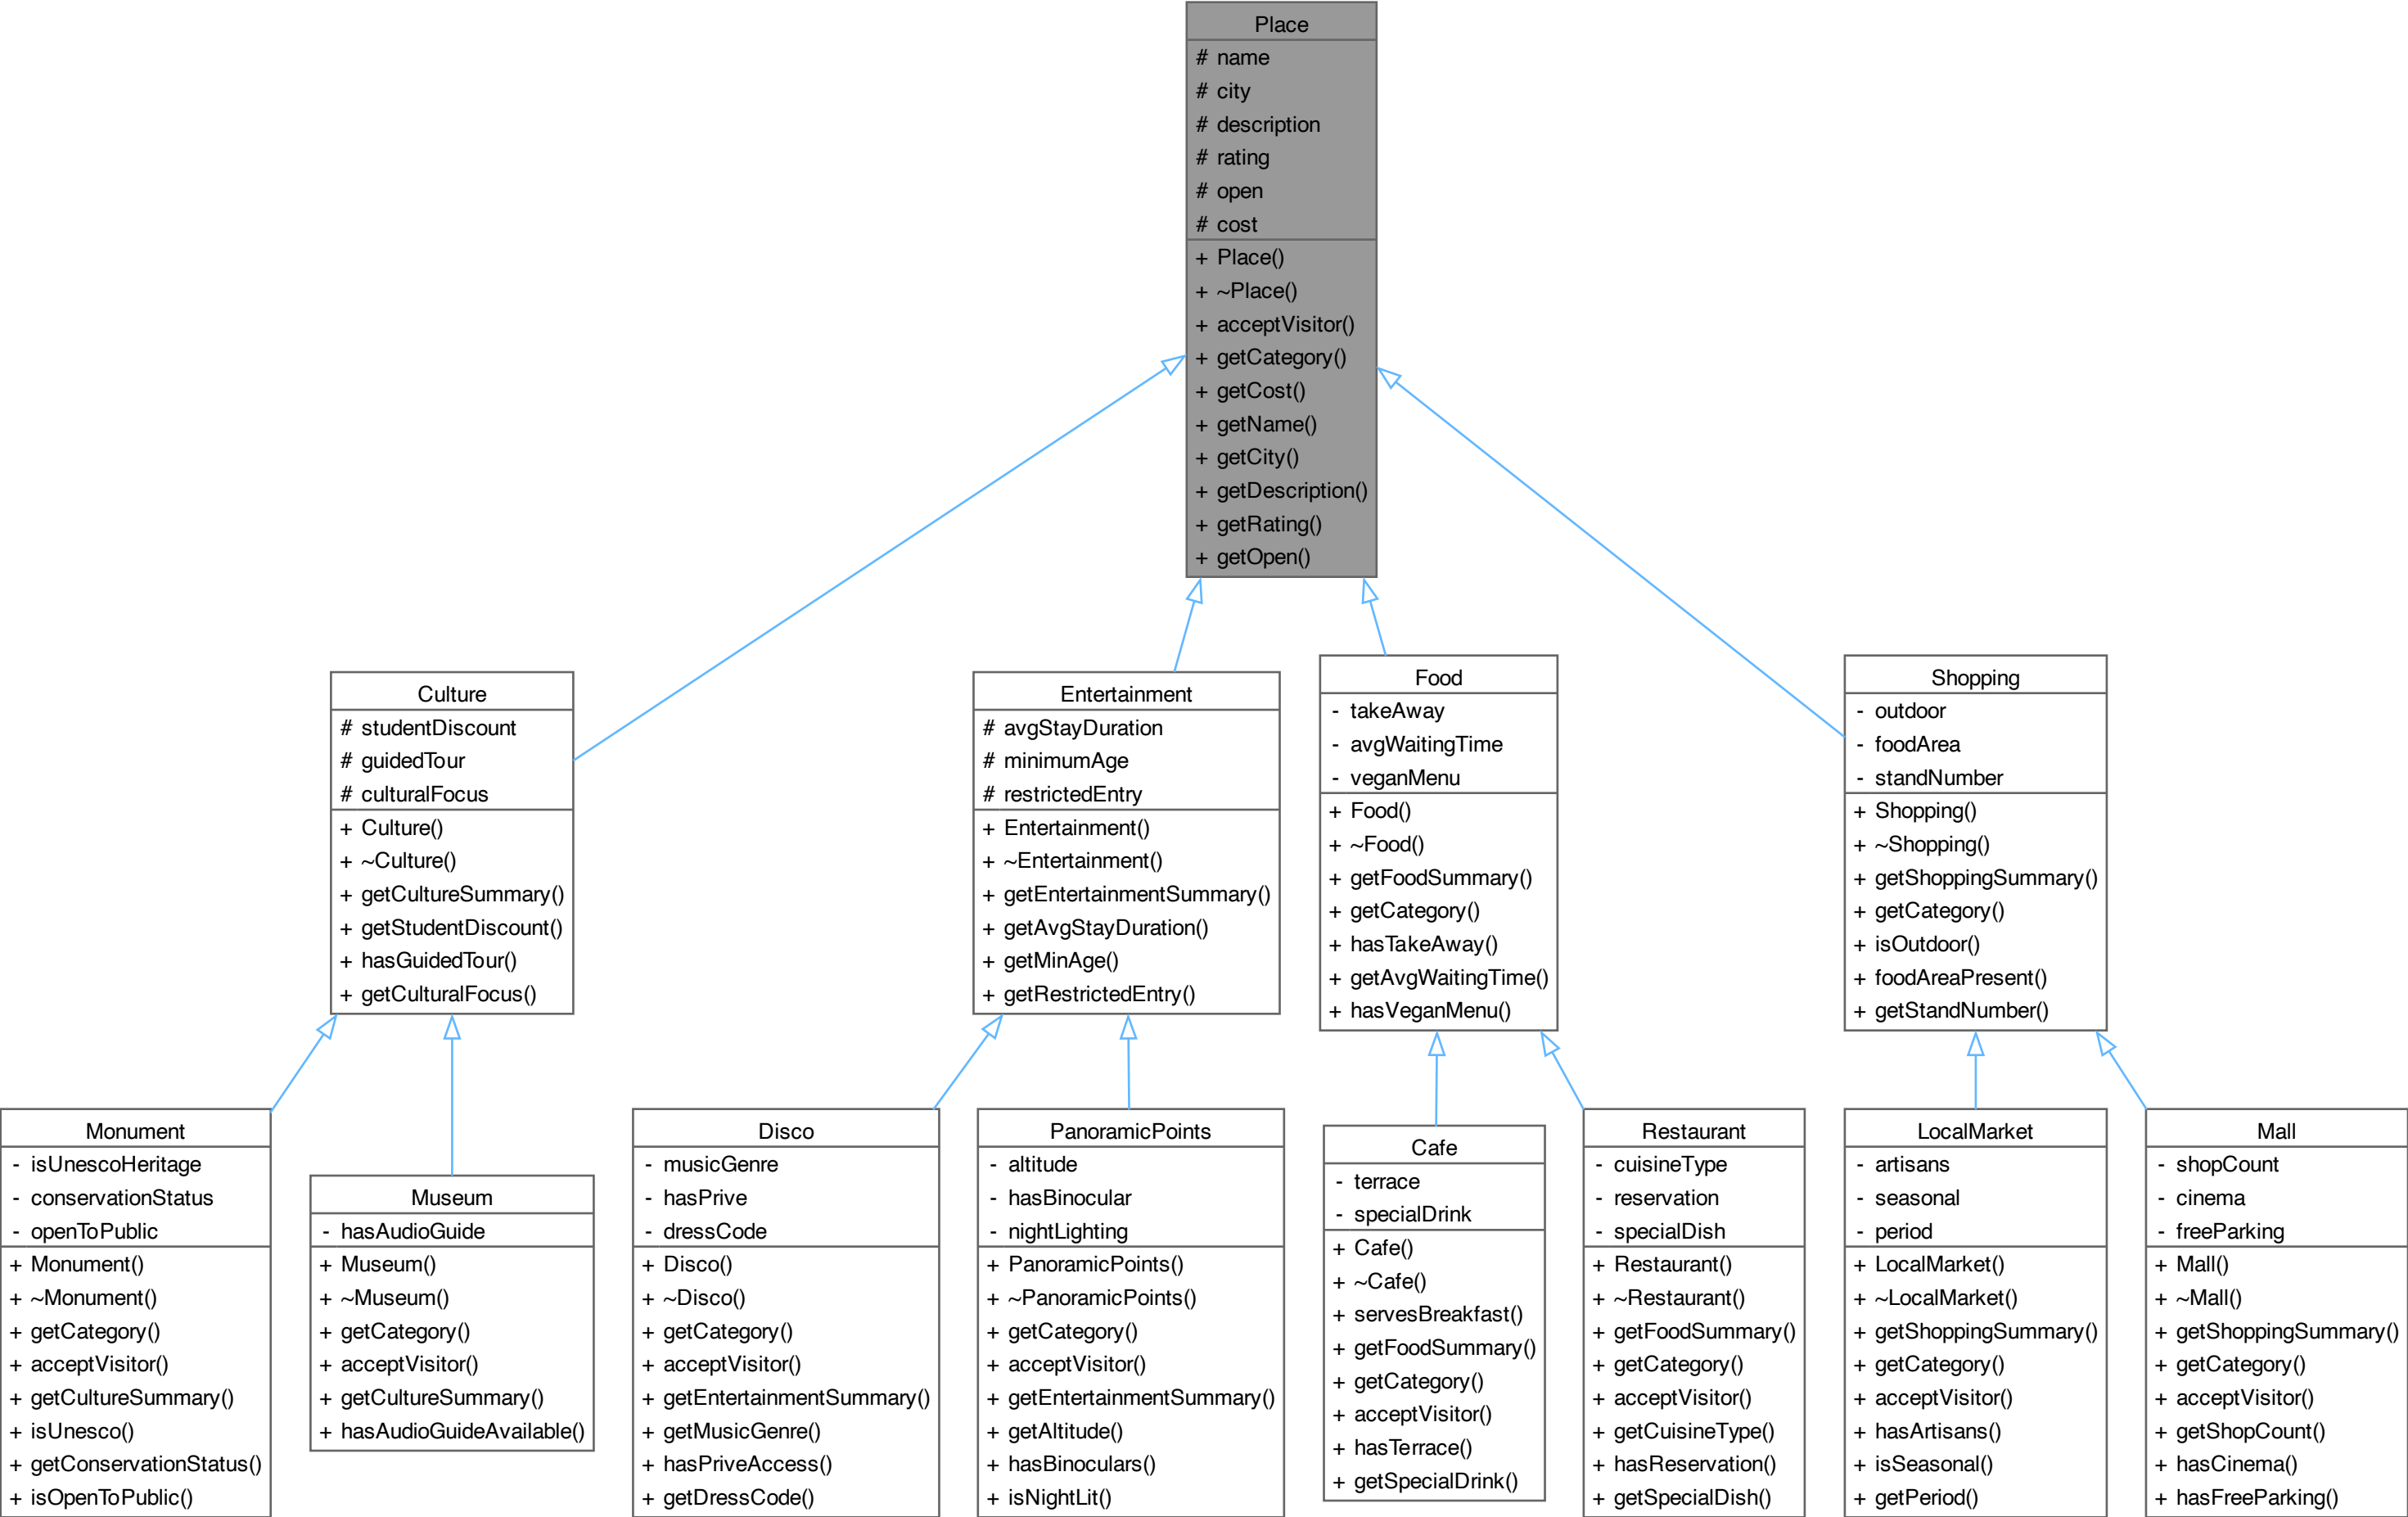 Place
# name
# city
# description
# rating
# open
# cost
+ Place()
+ ~Place()
+ acceptVisitor()
+ getCategory()
+ getCost()
+ getName()
+ getCity()
+ getDescription()
+ getRating()
+ getOpen()
Culture
# studentDiscount
# guidedTour
# culturalFocus
+ Culture()
+ ~Culture()
+ getCultureSummary()
+ getStudentDiscount()
+ hasGuidedTour()
+ getCulturalFocus()
Entertainment
# avgStayDuration
# minimumAge
# restrictedEntry
+ Entertainment()
+ ~Entertainment()
+ getEntertainmentSummary()
+ getAvgStayDuration()
+ getMinAge()
+ getRestrictedEntry()
Food
- takeAway
- avgWaitingTime
- veganMenu
+ Food()
+ ~Food()
+ getFoodSummary()
+ getCategory()
+ hasTakeAway()
+ getAvgWaitingTime()
+ hasVeganMenu()
Shopping
- outdoor
- foodArea
- standNumber
+ Shopping()
+ ~Shopping()
+ getShoppingSummary()
+ getCategory()
+ isOutdoor()
+ foodAreaPresent()
+ getStandNumber()
Monument
- isUnescoHeritage
- conservationStatus
- openToPublic
+ Monument()
+ ~Monument()
+ getCategory()
+ acceptVisitor()
+ getCultureSummary()
+ isUnesco()
+ getConservationStatus()
+ isOpenToPublic()
Museum
- hasAudioGuide
+ Museum()
+ ~Museum()
+ getCategory()
+ acceptVisitor()
+ getCultureSummary()
+ hasAudioGuideAvailable()
Disco
- musicGenre
- hasPrive
- dressCode
+ Disco()
+ ~Disco()
+ getCategory()
+ acceptVisitor()
+ getEntertainmentSummary()
+ getMusicGenre()
+ hasPriveAccess()
+ getDressCode()
PanoramicPoints
- altitude
- hasBinocular
- nightLighting
+ PanoramicPoints()
+ ~PanoramicPoints()
+ getCategory()
+ acceptVisitor()
+ getEntertainmentSummary()
+ getAltitude()
+ hasBinoculars()
+ isNightLit()
Cafe
- terrace
- specialDrink
+ Cafe()
+ ~Cafe()
+ servesBreakfast()
+ getFoodSummary()
+ getCategory()
+ acceptVisitor()
+ hasTerrace()
+ getSpecialDrink()
Restaurant
- cuisineType
- reservation
- specialDish
+ Restaurant()
+ ~Restaurant()
+ getFoodSummary()
+ getCategory()
+ acceptVisitor()
+ getCuisineType()
+ hasReservation()
+ getSpecialDish()
LocalMarket
- artisans
- seasonal
- period
+ LocalMarket()
+ ~LocalMarket()
+ getShoppingSummary()
+ getCategory()
+ acceptVisitor()
+ hasArtisans()
+ isSeasonal()
+ getPeriod()
Mall
- shopCount
- cinema
- freeParking
+ Mall()
+ ~Mall()
+ getShoppingSummary()
+ getCategory()
+ acceptVisitor()
+ getShopCount()
+ hasCinema()
+ hasFreeParking()